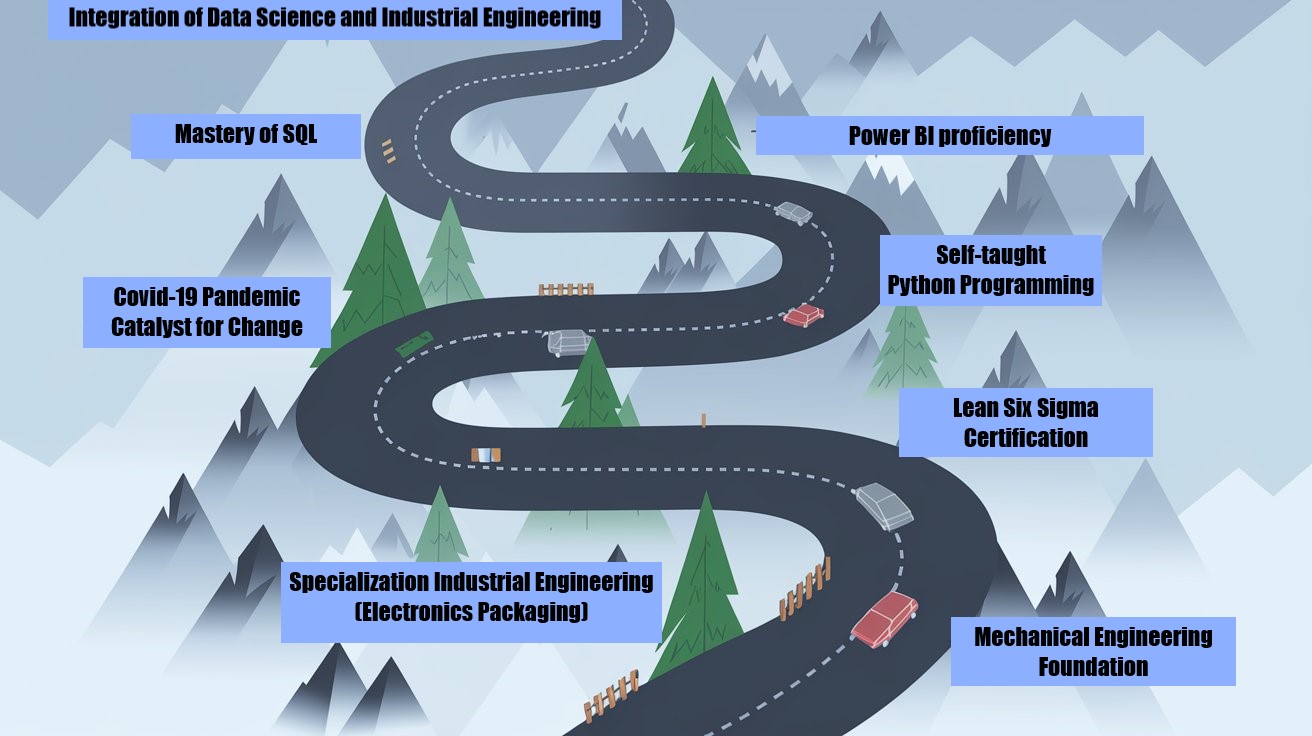 Integration of Data Science and Industrial Engineering
Mastery of SQL
Power BI proficiency
Self-taught
Python Programming
Covid-19 Pandemic
Catalyst for Change
Lean Six Sigma
Certification
Specialization Industrial Engineering
(Electronics Packaging)
Mechanical Engineering
Foundation